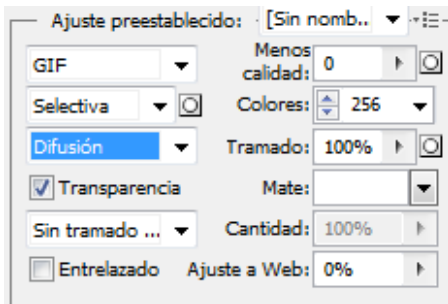 Ajuste preestablecido: [Sin nomb..
GIF Menos calidad: 0
Selectiva Colores: 256
Difusión Tramado: 100%
Transparencia Mate:
Sin tramado ... Cantidad: 100%
Entrelazado Ajuste a Web: 0%